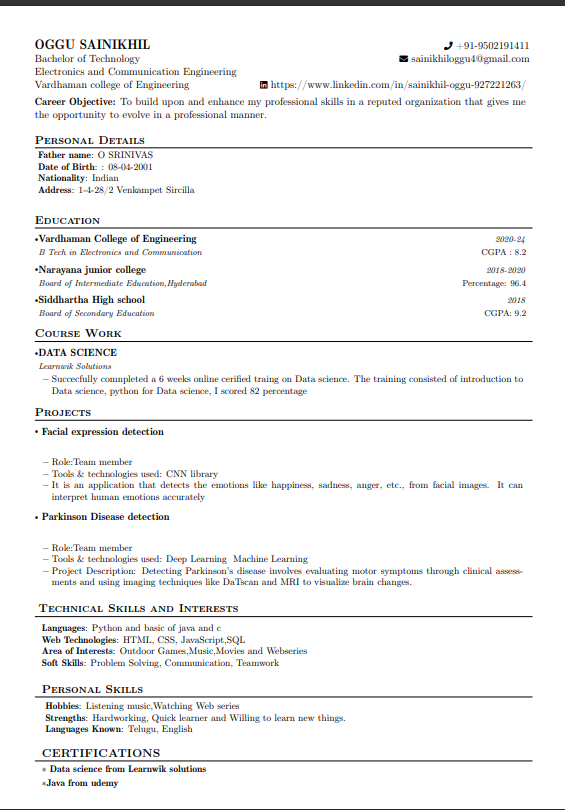 OGGU SAINIKHIL
+91-9502191411
Bachelor of Technology
sainikhiloggu4@gmail.com
Electronics and Communication Engineering
Vardhaman college of Engineering
https://www.linkedin.com/in/sainikhil-oggu-927221263/
Career Objective: To build upon and enhance my professional skills in a reputed organization that gives me
the opportunity to evolve in a professional manner.
PERSONAL DETAILS
Father name: O SRINIVAS
Date of Birth: : 08-04-2001
Nationality: Indian
Address: 1-4-28/2 Venkampet Sircilla
EDUCATION
•Vardhaman College of Engineering 2020-24
B Tech in Electronics and Communication CGPA : 8.2
•Narayana junior college 2018-2020
Board of Intermediate Education,Hyderabad Percentage: 96.4
•Siddhartha High school 2018
Board of Secondary Education CGPA: 9.2
COURSE WORK
•DATA SCIENCE
Learnwik Solutions
– Succecfully comnpleted a 6 weeks online cerified traing on Data science. The training consisted of introduction to
Data science, python for Data science, I scored 82 percentage
PROJECTS
• Facial expression detection
– Role:Team member
– Tools & technologies used: CNN library
– It is an application that detects the emotions like happiness, sadness, anger, etc., from facial images. It can
interpret human emotions accurately
• Parkinson Disease detection
– Role:Team member
– Tools & technologies used: Deep Learning Machine Learning
– Project Description: Detecting Parkinson's disease involves evaluating motor symptoms through clinical assess-
ments and using imaging techniques like DaTscan and MRI to visualize brain changes.
TECHNICAL SKILLS AND INTERESTS
Languages: Python and basic of java and c
Web Technologies: HTML, CSS, JavaScript,SQL
Area of Interests: Outdoor Games,Music,Movies and Webseries
Soft Skills: Problem Solving, Communication, Teamwork
PERSONAL SKILLS
Hobbies: Listening music,Watching Web series
Strengths: Hardworking, Quick learner and Willing to learn new things.
Languages Known: Telugu, English
CERTIFICATIONS
* Data science from Learnwik solutions
*Java from udemy